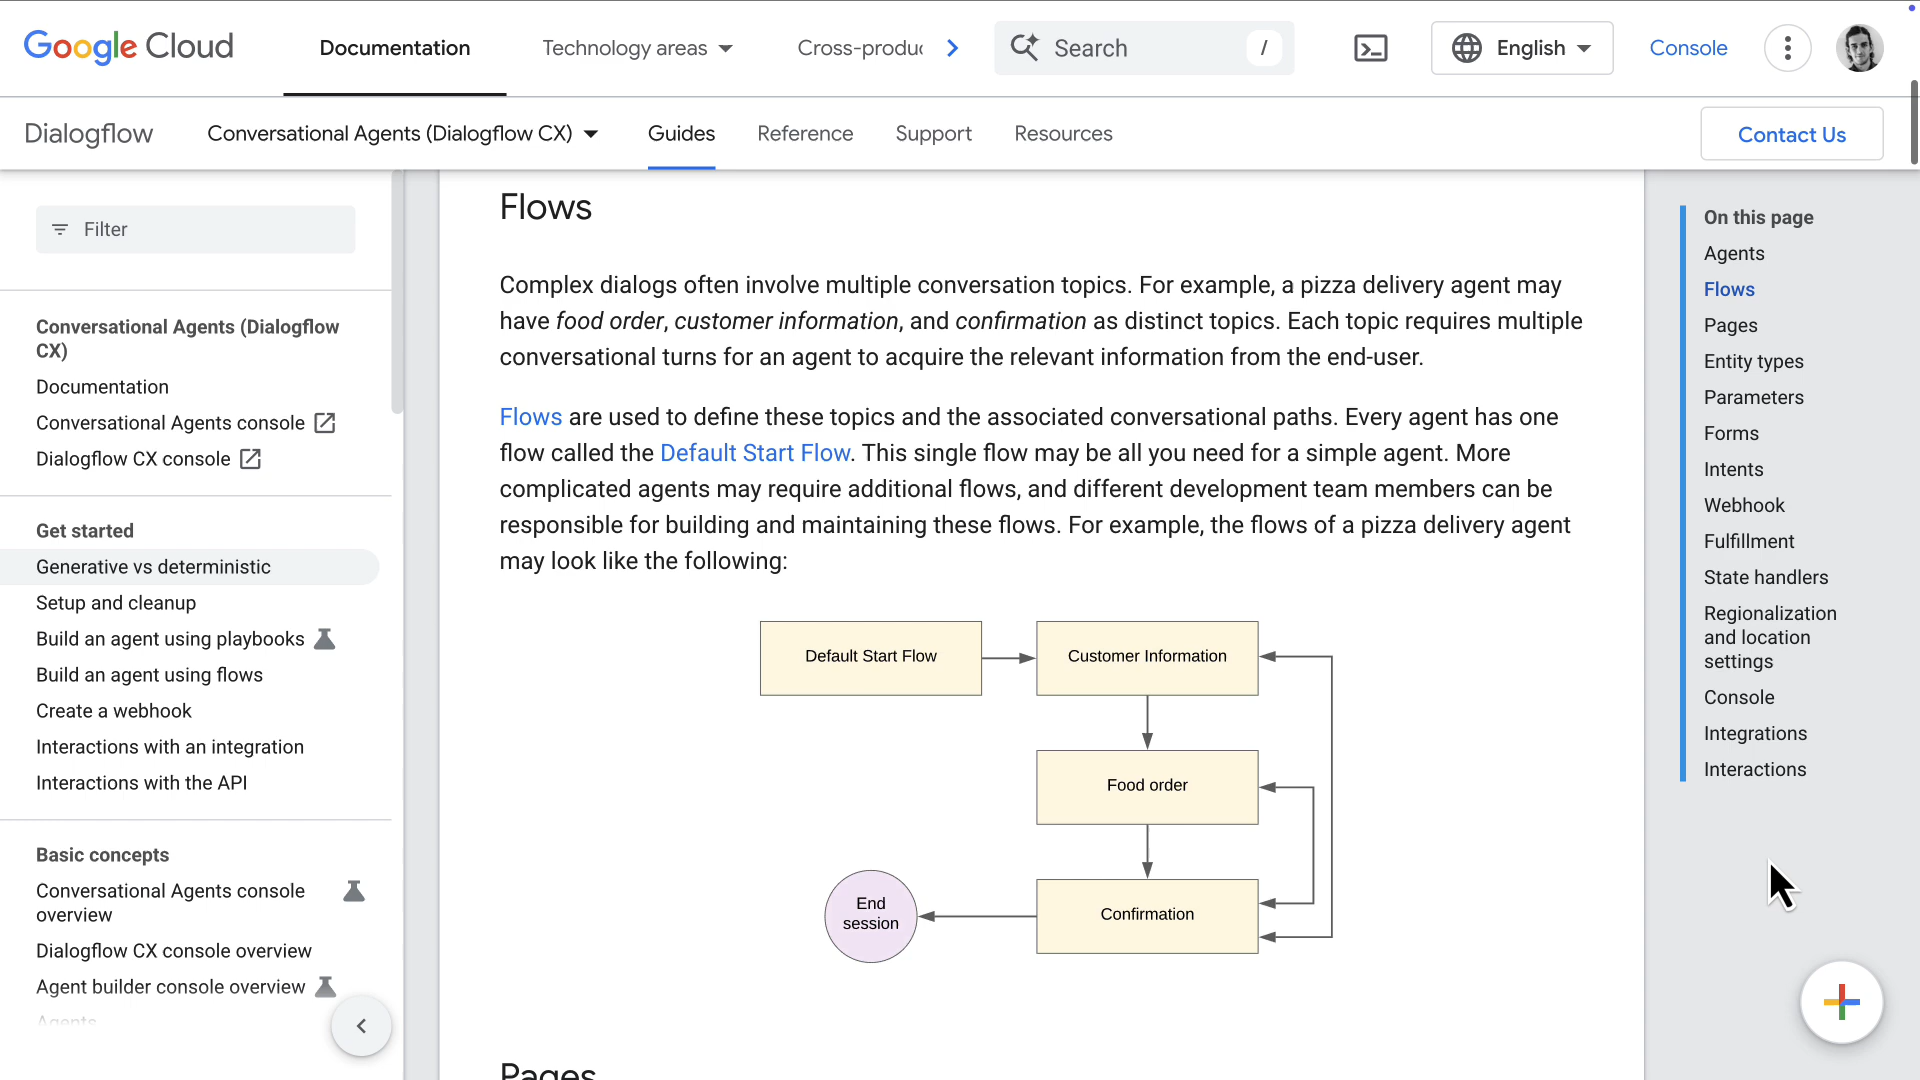 Google Cloud
Documentation
Technology areas
Cross-produc
Search
/
English
Console
Dialogflow
Conversational Agents (Dialogflow CX)
Guides
Reference
Support
Resources
Contact Us
Filter
Conversational Agents (Dialogflow
CX)
Documentation
Conversational Agents console
Dialogflow CX console
Get started
Generative vs deterministic
Setup and cleanup
Build an agent using playbooks
Build an agent using flows
Create a webhook
Interactions with an integration
Interactions with the API
Basic concepts
Conversational Agents console
overview
Dialogflow CX console overview
Agent builder console overview
Agents
Flows
Complex dialogs often involve multiple conversation topics. For example, a pizza delivery agent may
have food order, customer information, and confirmation as distinct topics. Each topic requires multiple
conversational turns for an agent to acquire the relevant information from the end-user.
Flows are used to define these topics and the associated conversational paths. Every agent has one
flow called the Default Start Flow. This single flow may be all you need for a simple agent. More
complicated agents may require additional flows, and different development team members can be
responsible for building and maintaining these flows. For example, the flows of a pizza delivery agent
may look like the following:
Default Start Flow
Customer Information
Food order
Confirmation
End
session
Pages
On this page
Agents
Flows
Pages
Entity types
Parameters
Forms
Intents
Webhook
Fulfillment
State handlers
Regionalization
and location
settings
Console
Integrations
Interactions